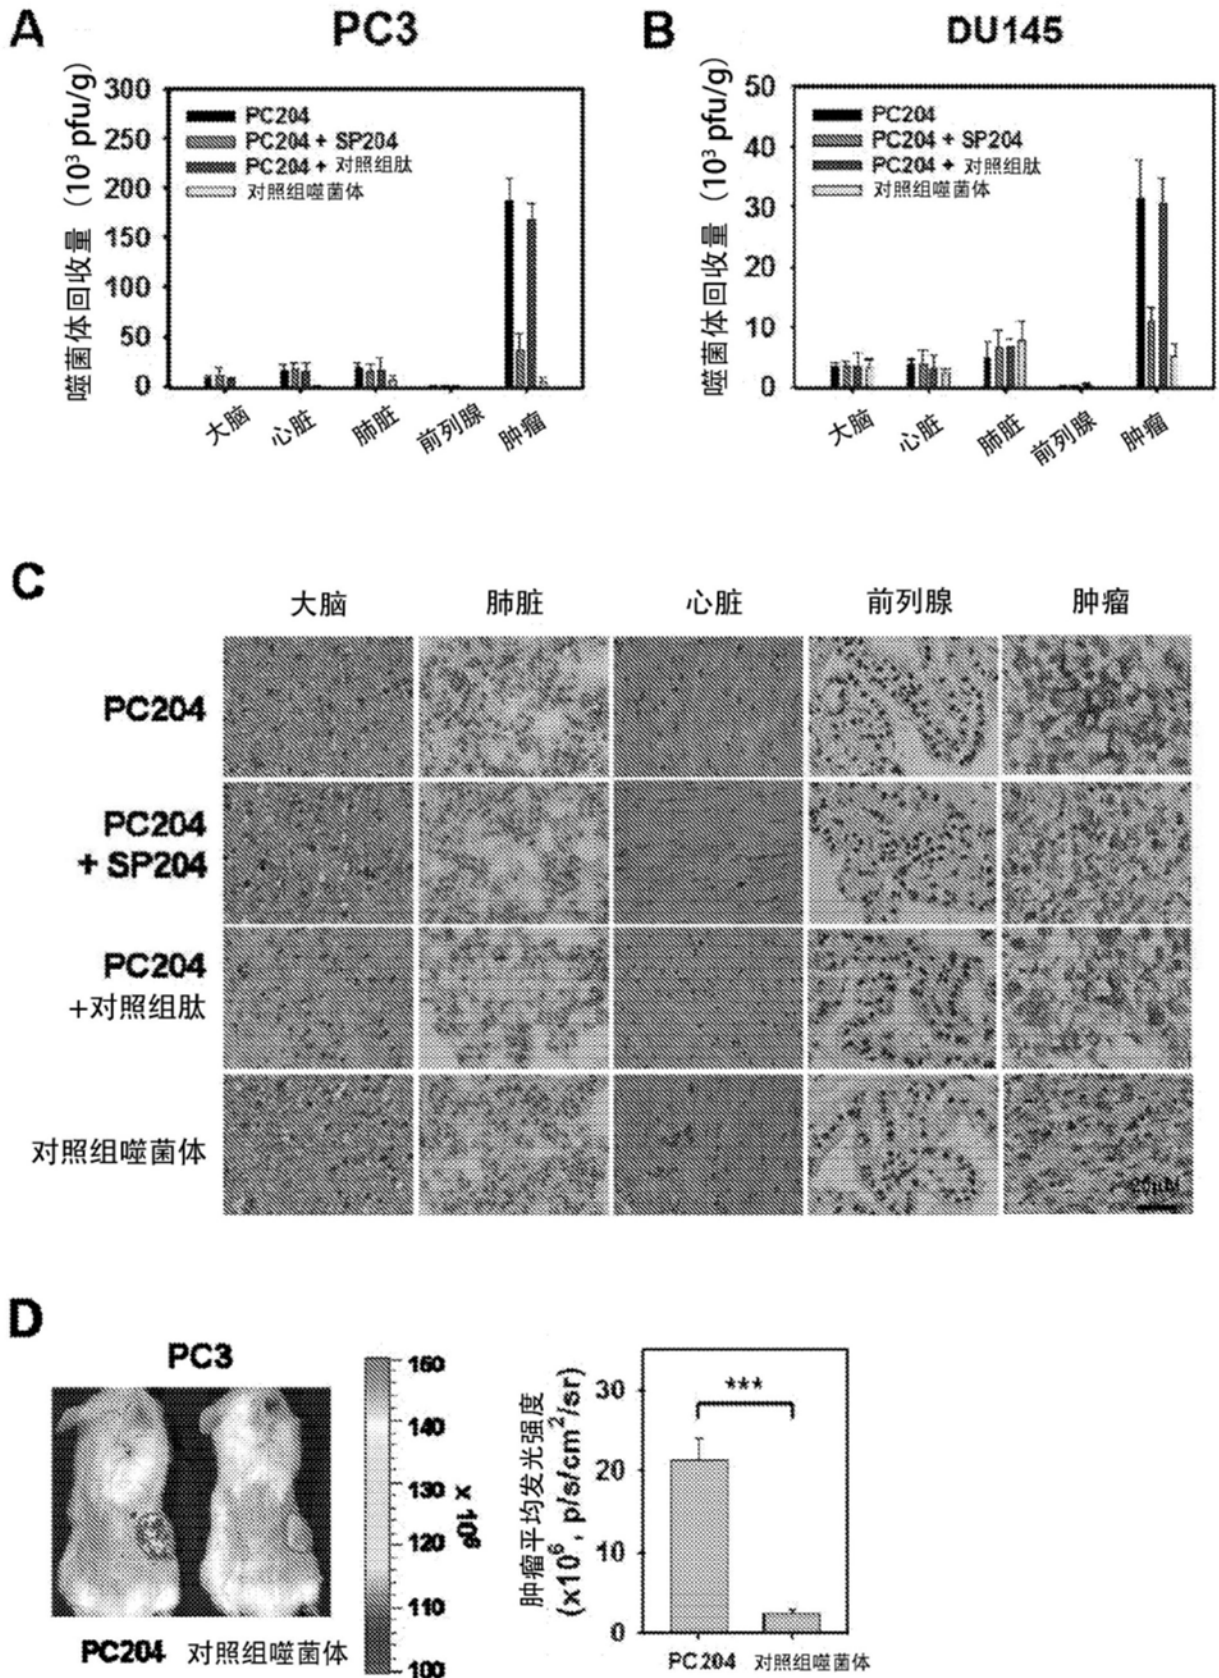 A
PC3
噬菌体回收量（10³ pfu/g）
300
250
200
150
100
50
0
PC204
PC204 + SP204
PC204 + 对照组肽
对照组噬菌体
大脑
心脏
肺脏
前列腺
肿瘤
B
DU145
噬菌体回收量（10³ pfu/g）
50
40
30
20
10
0
PC204
PC204 + SP204
PC204 + 对照组肽
对照组噬菌体
大脑
心脏
肺脏
前列腺
肿瘤
C
大脑 肺脏 心脏 前列腺 肿瘤
PC204
PC204
+ SP204
PC204
+对照组肽
对照组噬菌体
D
PC3
PC204 对照组噬菌体
150
140
130
120
110
100
x 10⁶
肿瘤平均发光强度
(x10⁶, p/s/cm²/sr)
30
20
10
0
***
PC204 对照组噬菌体